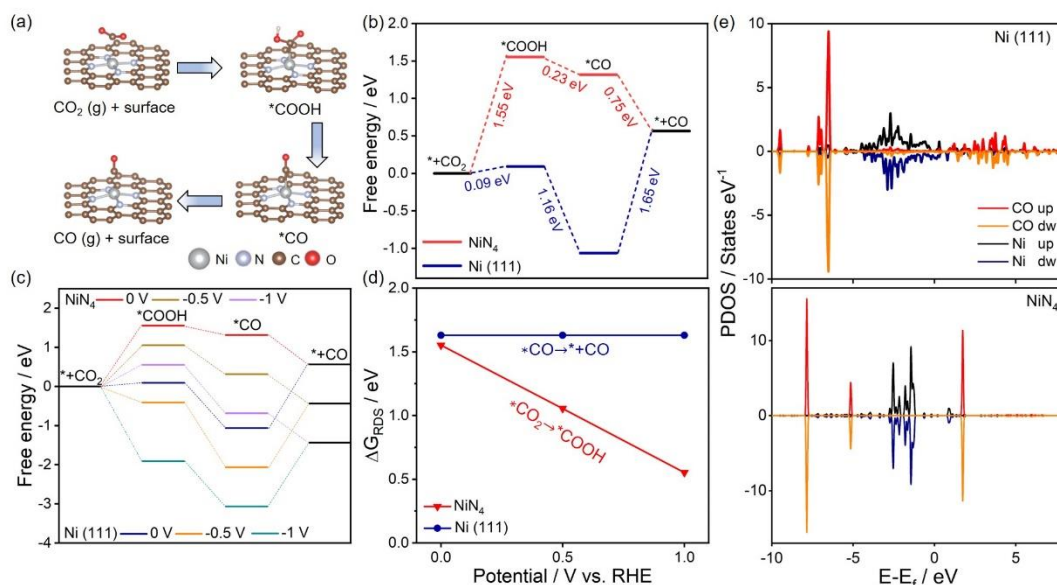 (a)
CO₂ (g) + surface
*COOH
CO (g) + surface
*CO
Ni N C O
(b)
Free energy / eV
2.0
1.5
1.0
0.5
0.0
-0.5
-1.0
*+CO₂
*COOH
*CO
*+CO
1.55 eV
0.23 eV
0.75 eV
0.09 eV
1.16 eV
1.65 eV
NiN₄
Ni (111)
(c)
Free energy / eV
2
1
0
-1
-2
-3
-4
NiN₄ 0 V -0.5 V -1 V
*COOH
*CO
*+CO
*+CO₂
Ni (111) 0 V -0.5 V -1 V
(d)
ΔG_RDS / eV
2.0
1.5
1.0
0.5
0.0
*CO→*+CO
*CO₂→*COOH
NiN₄
Ni (111)
0.0 0.5 1.0
Potential / V vs. RHE
(e)
PDOS / States eV⁻¹
Ni (111)
10
5
0
5
-10
CO up
CO dw
Ni up
Ni dw
NiN₄
10
0
-10
-10 -5 0 5
E-E_f / eV